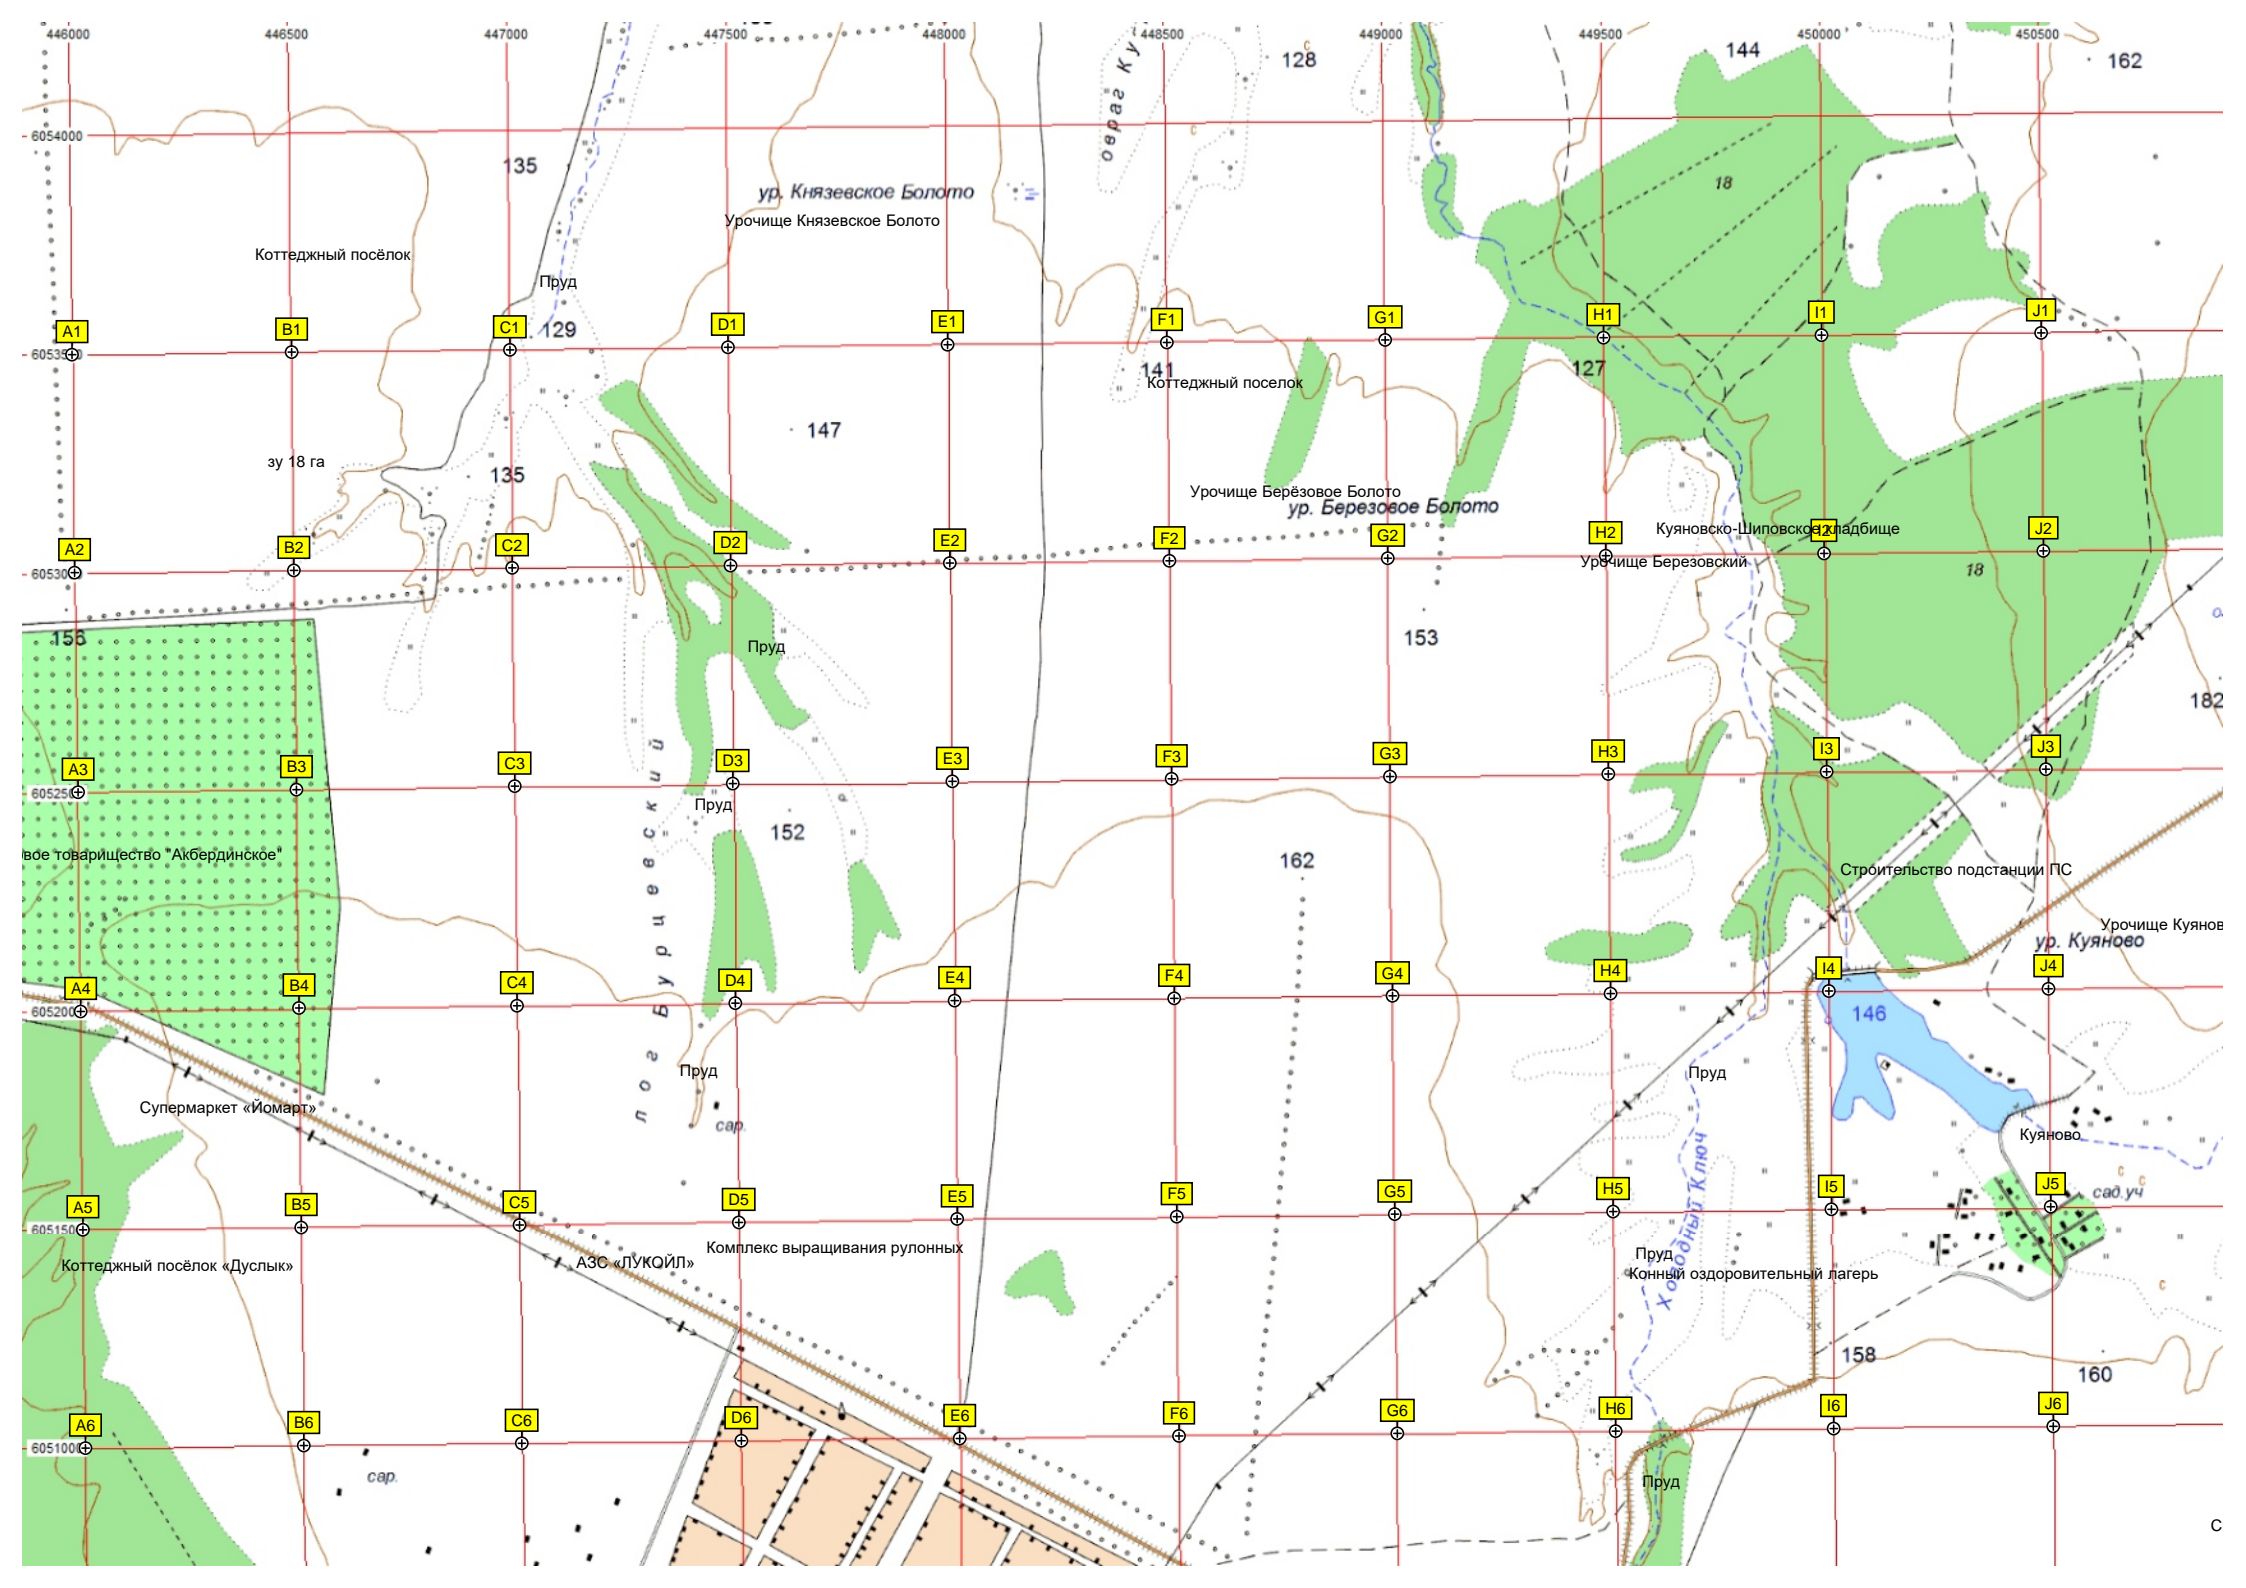 446000 446500 447000 447500 448000 448500 449000 449500 450000 450500
128
144
162
с
овраг Ку
6054000
135
с
18
ур. Князевское Болото
Урочище Князевское Болото
Коттеджный посёлок
Пруд
A1 B1 C1 D1 E1 F1 G1 H1 I1 J1
129
141
127
Коттеджный поселок
147
зу 18 га
135
Урочище Берёзовое Болото
ур. Березовое Болото
Куяновско-Шиповское кладбище
A2 B2 C2 D2 E2 F2 G2 H2 I2 J2
Урочище Березовский
18
156
153
Пруд
182
A3 B3 C3 D3 E3 F3 G3 H3 I3 J3
Пруд
152
лог Бурцевский
вое товарищество "Акбердинское"
162
Строительство подстанции ПС
Урочище Куянов
ур. Куяново
A4 B4 C4 D4 E4 F4 G4 H4 I4 J4
146
Пруд
Пруд
Супермаркет «Йомарт»
сар.
Куяново
с
A5 B5 C5 D5 E5 F5 G5 H5 I5 J5
сад.уч
с
Холодный Ключ
Комплекс выращивания рулонных
Пруд
Коттеджный посёлок «Дуслык»
АЗС «ЛУКОЙЛ»
Конный оздоровительный лагерь
с
158
160
A6 B6 C6 D6 E6 F6 G6 H6 I6 J6
6051000
сар.
Пруд
С